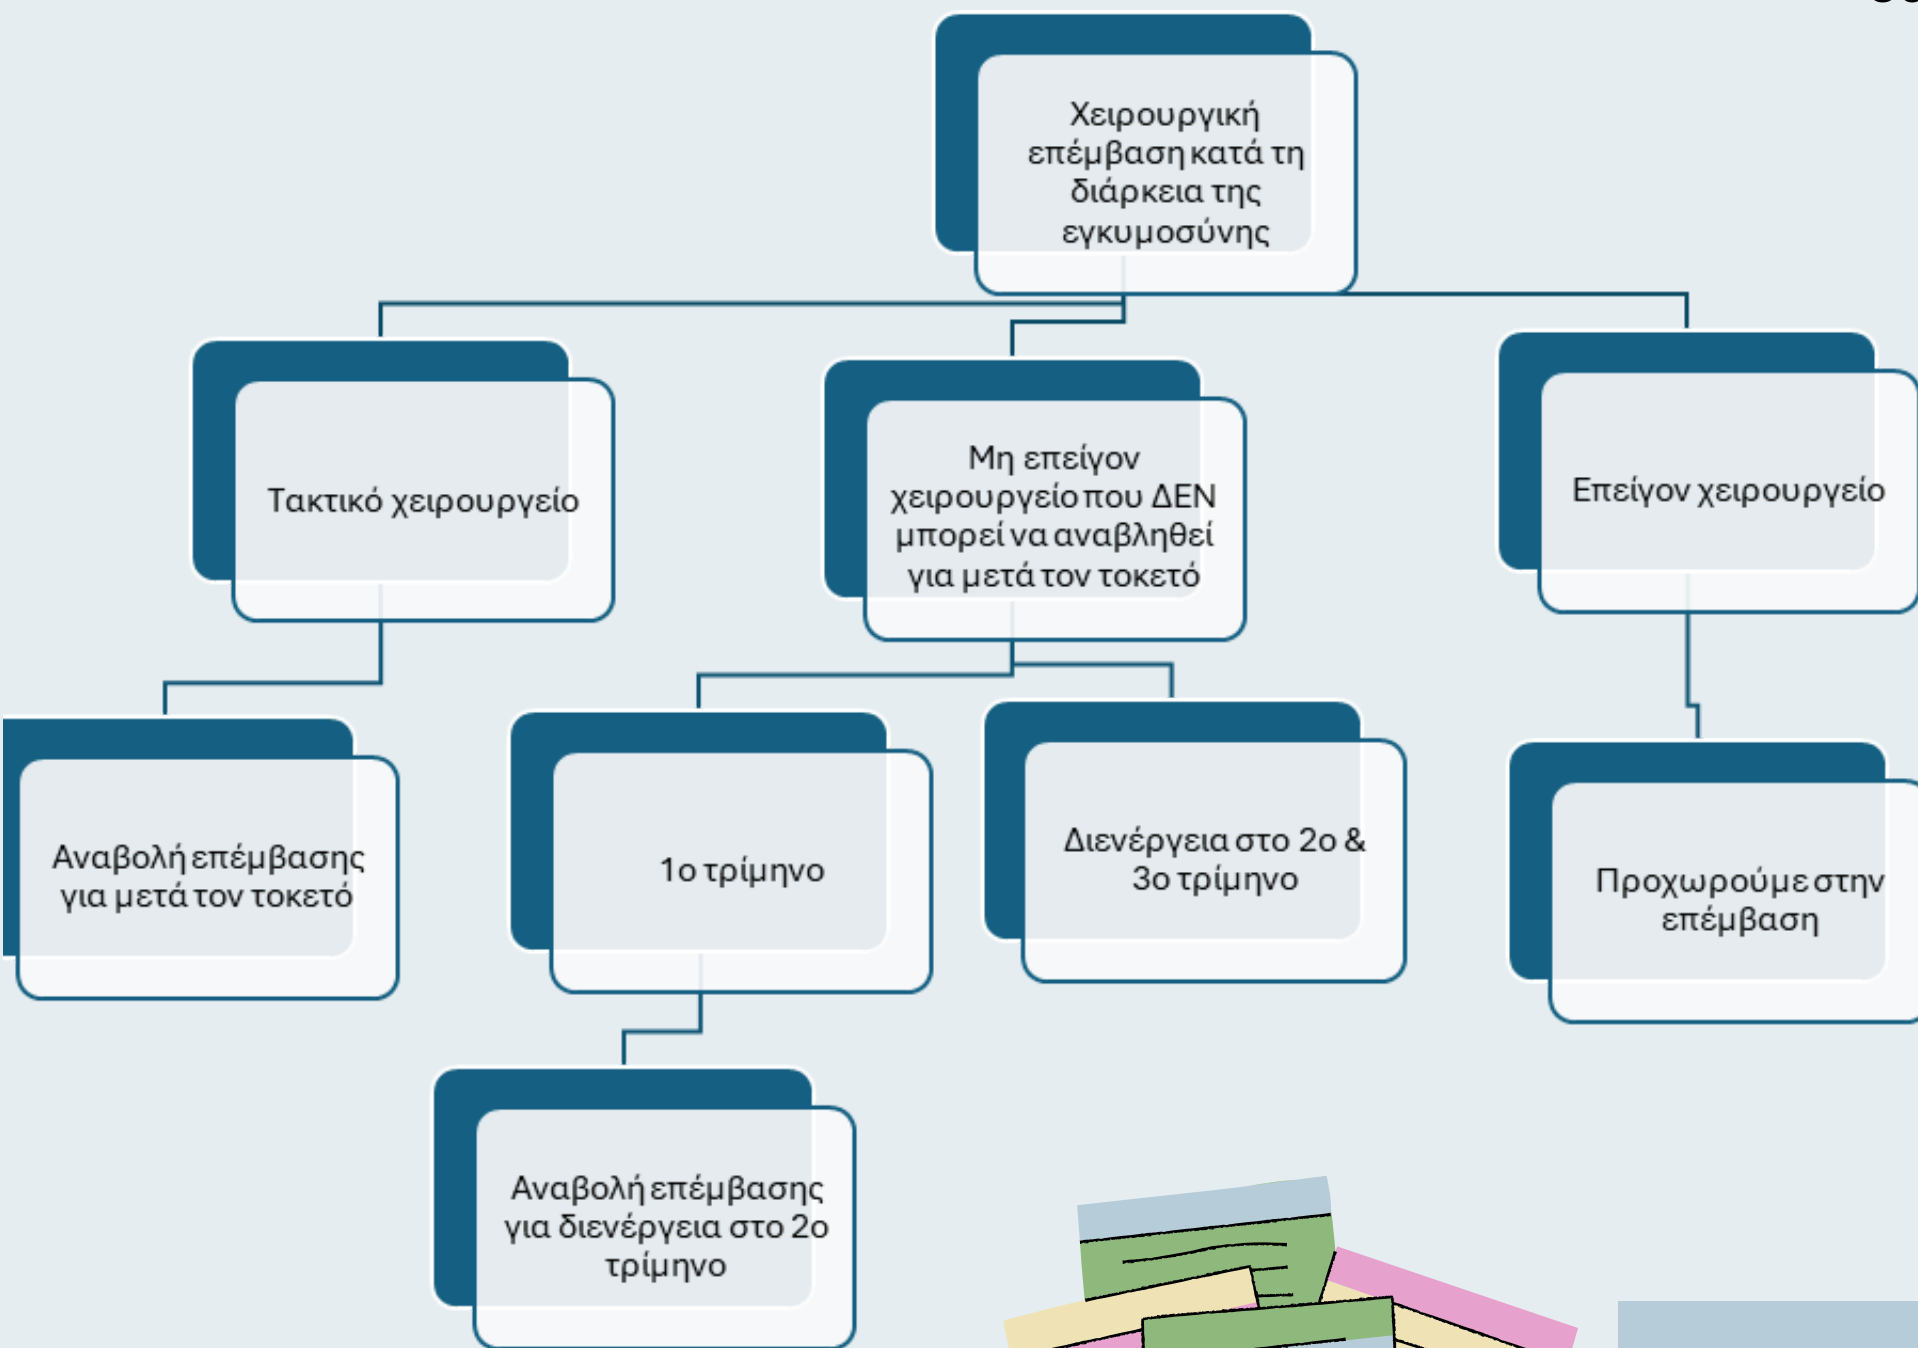 Χειρουργική
επέμβαση κατά τη
διάρκεια της
εγκυμοσύνης
Τακτικό χειρουργείο
Μη επείγον
χειρουργείο που ΔΕΝ
μπορεί να αναβληθεί
για μετά τον τοκετό
Επείγον χειρουργείο
Αναβολή επέμβασης
για μετά τον τοκετό
1ο τρίμηνο
Διενέργεια στο 2ο &
3ο τρίμηνο
Προχωρούμε στην
επέμβαση
Αναβολή επέμβασης
για διενέργεια στο 2ο
τρίμηνο